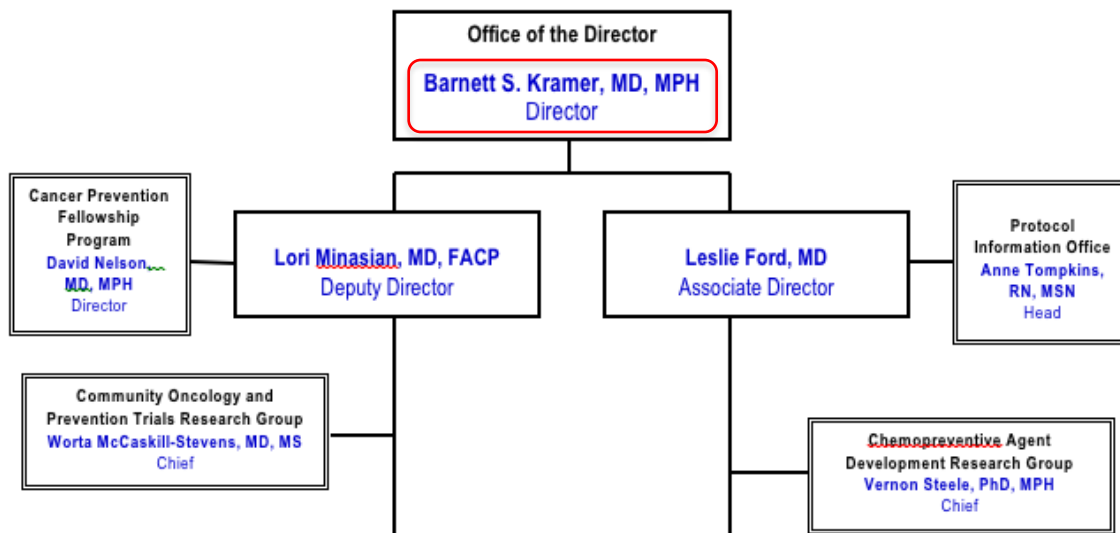 Office of the Director
Barnett S. Kramer, MD, MPH
Director
Cancer Prevention
Fellowship
Program
David Nelson,
MD, MPH
Director
Lori Minasian, MD, FACP
Deputy Director
Leslie Ford, MD
Associate Director
Protocol
Information Office
Anne Tompkins,
RN, MSN
Head
Community Oncology and
Prevention Trials Research Group
Worta McCaskill-Stevens, MD, MS
Chief
Chemopreventive Agent
Development Research Group
Vernon Steele, PhD, MPH
Chief